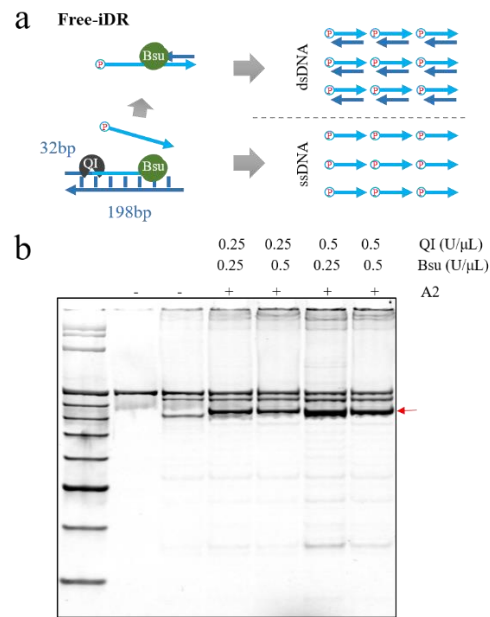 a
Free-iDR
Bsu
P
P P P
P P P
P P P
dsDNA
P
32bp
QI
Bsu
198bp
P P P
P P P
P P P
ssDNA
b
0.25 0.25 0.5 0.5 QI (U/μL)
0.25 0.5 0.25 0.5 Bsu (U/μL)
- - + + + + A2